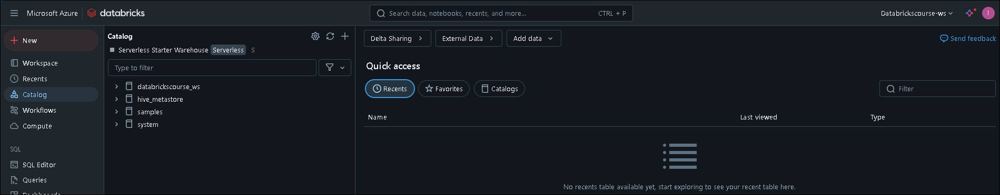 Microsoft Azure databricks Search data, notebooks, recents, and more... CTRL + P Databrickscourse-ws I
New
Workspace
Recents
Catalog
Workflows
Compute
SQL
SQL Editor
Queries
Dashboards
Catalog
Serverless Starter Warehouse Serverless S
Type to filter
databrickscourse_ws
hive_metastore
samples
system
Delta Sharing External Data Add data Send feedback
Quick access
Recents Favorites Catalogs Filter
Name Last viewed Type
No recents table available yet, start exploring to see your recent table here.